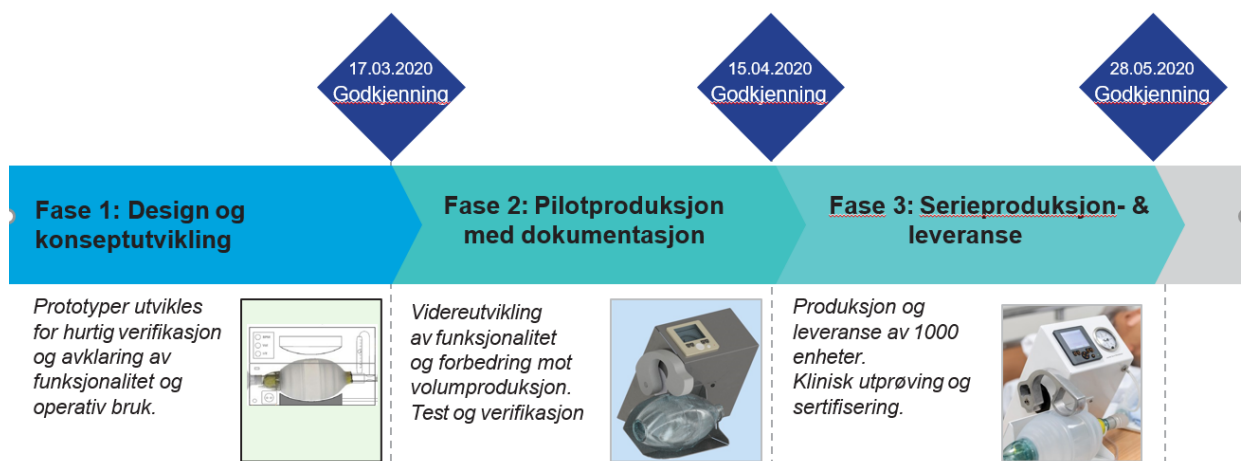 17.03.2020
Godkjenning
15.04.2020
Godkjenning
28.05.2020
Godkjenning
Fase 1: Design og
konseptutvikling
Fase 2: Pilotproduksjon
med dokumentasjon
Fase 3: Serieproduksjon- &
leveranse
Prototyper utvikles
for hurtig verifikasjon
og avklaring av
funksjonalitet og
operativ bruk.
Videreutvikling
av funksjonalitet
og forbedring mot
volumproduksjon.
Test og verifikasjon
Produksjon og
leveranse av 1000
enheter.
Klinisk utprøving og
sertifisering.